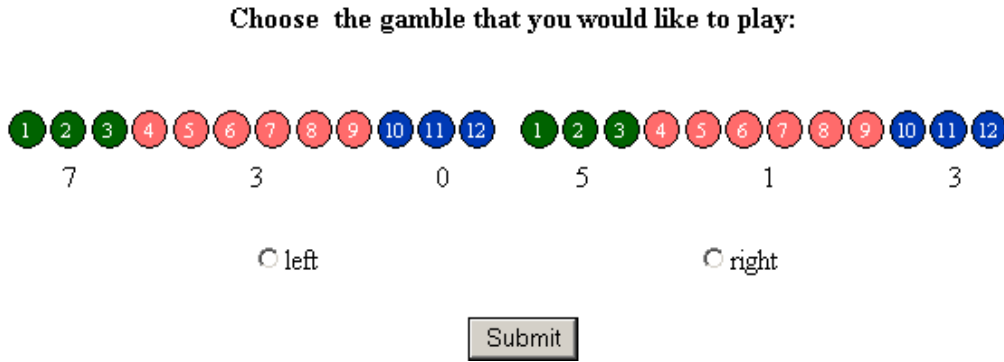 Choose the gamble that you would like to play:
1 2 3 4 5 6 7 8 9 10 11 12 1 2 3 4 5 6 7 8 9 10 11 12
7 3 0 5 1 3
left right
Submit